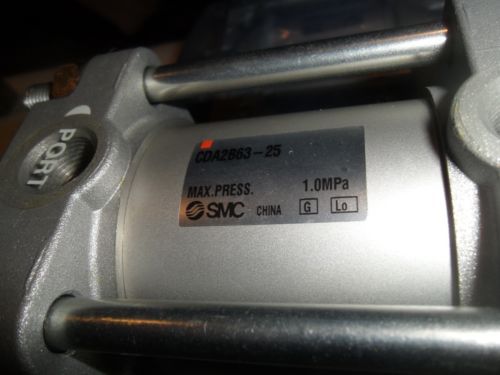 PORT
CDA2B63-25
MAX.PRESS. 1.0MPa
SMC CHINA G Lo